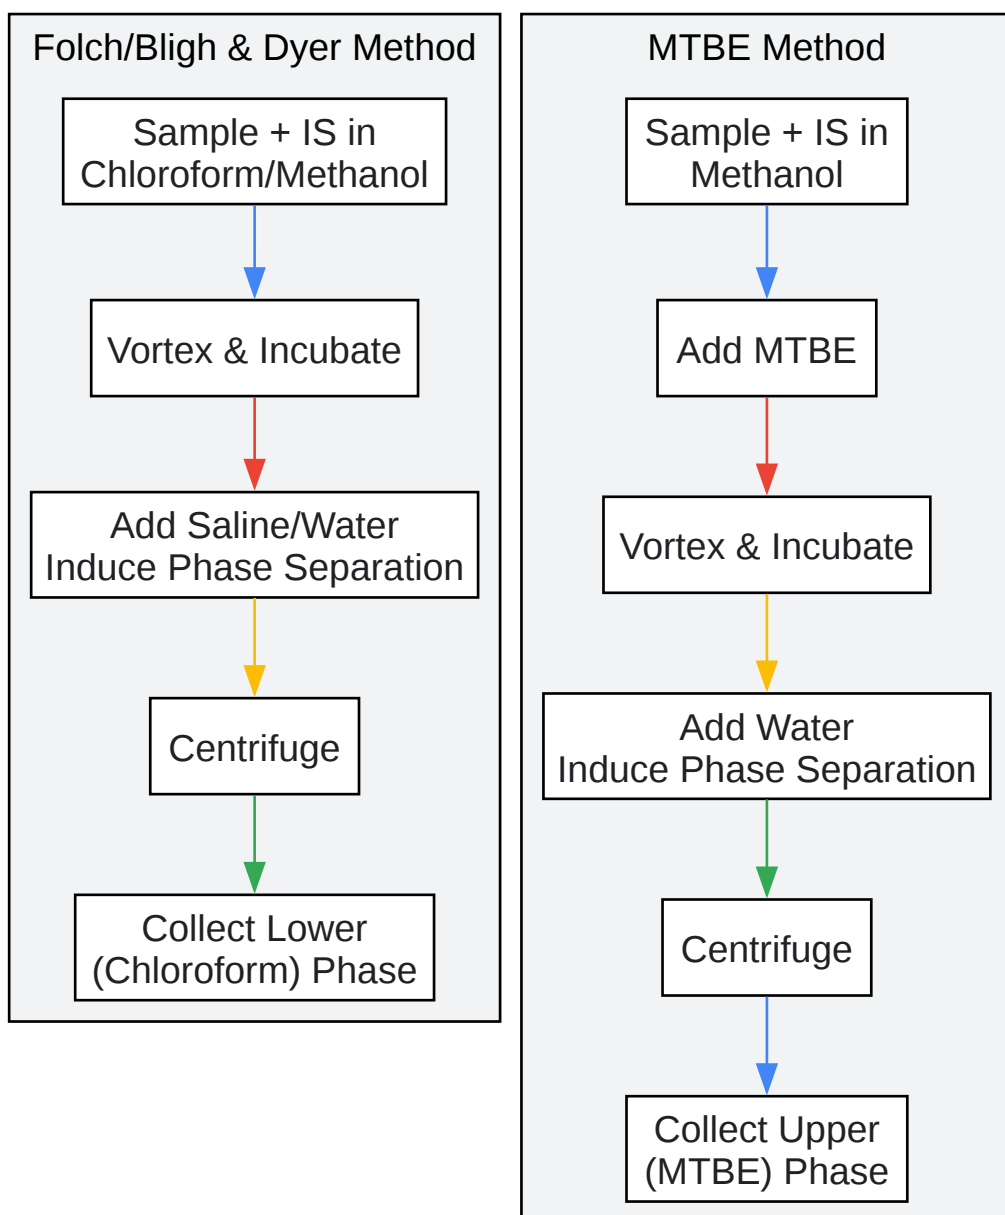 Folch/Bligh & Dyer Method
Sample + IS in
Chloroform/Methanol
Vortex & Incubate
Add Saline/Water
Induce Phase Separation
Centrifuge
Collect Lower
(Chloroform) Phase
MTBE Method
Sample + IS in
Methanol
Add MTBE
Vortex & Incubate
Add Water
Induce Phase Separation
Centrifuge
Collect Upper
(MTBE) Phase